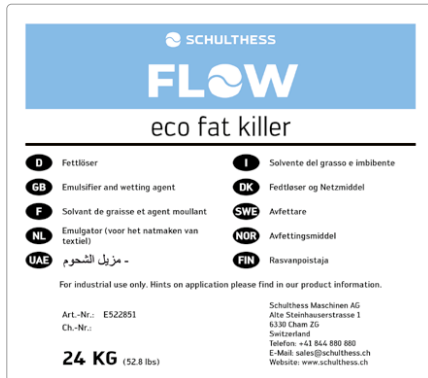 SCHULTHESS
FLOW
eco fat killer
D Fettlöser
GB Emulsifier and wetting agent
F Solvant de graisse et agent moullant
NL Emulgator (voor het natmaken van
textiel)
UAE - مزيل الشحوم
I Solvente del grasso e imbibente
DK Fedtløser og Netzmiddel
SWE Avfettare
NOR Avfettingsmiddel
FIN Rasvanpoistaja
For industrial use only. Hints on application please find in our product information.
Art.-Nr.: E522851
Ch.-Nr.:
24 KG (52.8 lbs)
Schulthess Maschinen AG
Alte Steinhauserstrasse 1
6330 Cham ZG
Switzerland
Telefon: +41 844 880 880
E-Mail: sales@schulthess.ch
Website: www.schulthess.ch